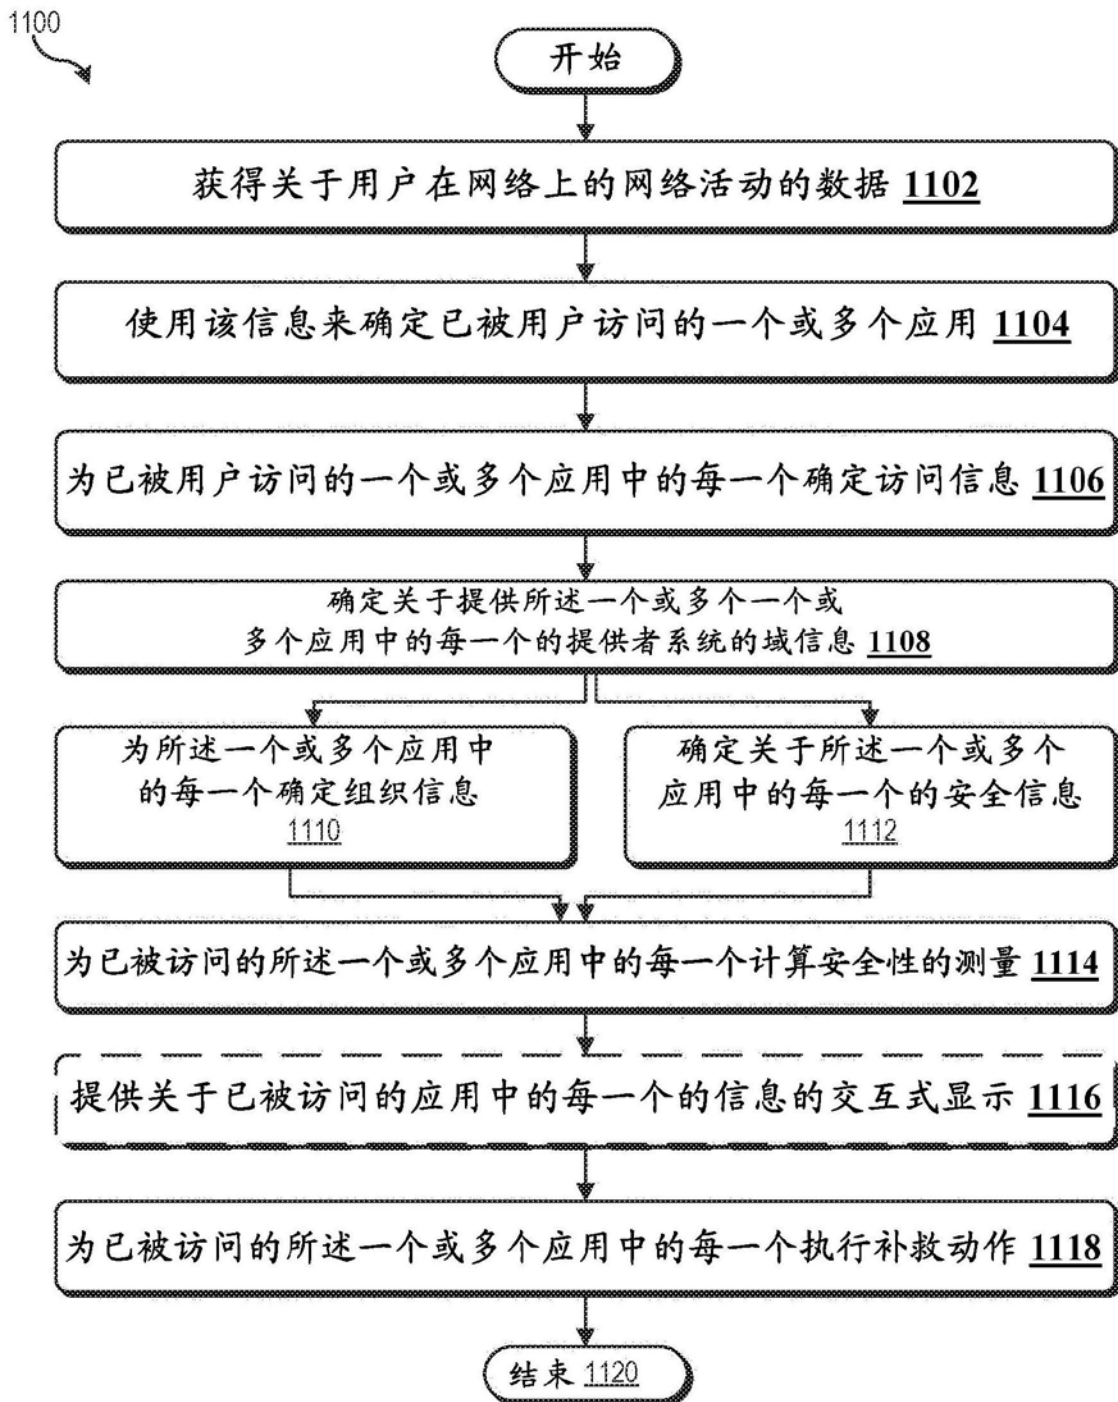 1100
开始
获得关于用户在网络上的网络活动的数据 1102
使用该信息来确定已被用户访问的一个或多个应用 1104
为已被用户访问的一个或多个应用中的每一个确定访问信息 1106
确定关于提供所述一个或多个一个或
多个应用中的每一个的提供者系统的域信息 1108
为所述一个或多个应用中
的每一个确定组织信息
1110
确定关于所述一个或多个
应用中的每一个的安全信息
1112
为已被访问的所述一个或多个应用中的每一个计算安全性的测量 1114
提供关于已被访问的应用中的每一个的信息的交互式显示 1116
为已被访问的所述一个或多个应用中的每一个执行补救动作 1118
结束 1120